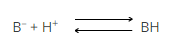 B⁻ + H⁺ ⇌ BH